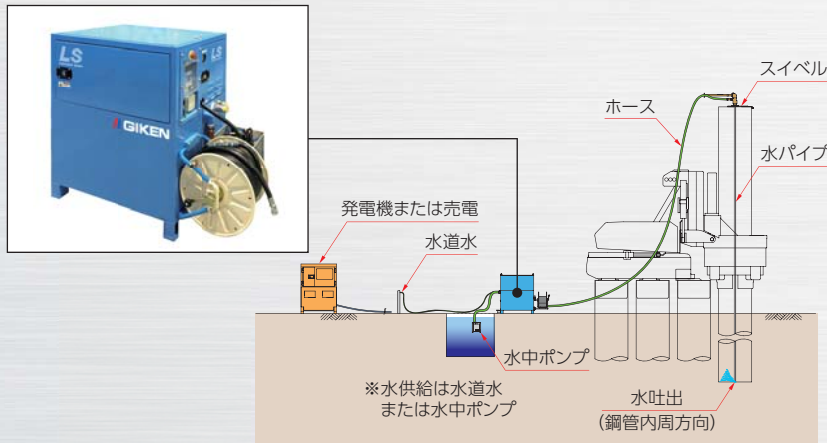 LS
LS
GIKEN
スイベル
ホース
水パイプ
発電機または売電
水道水
水中ポンプ
※水供給は水道水
または水中ポンプ
水吐出
(鋼管内周方向)